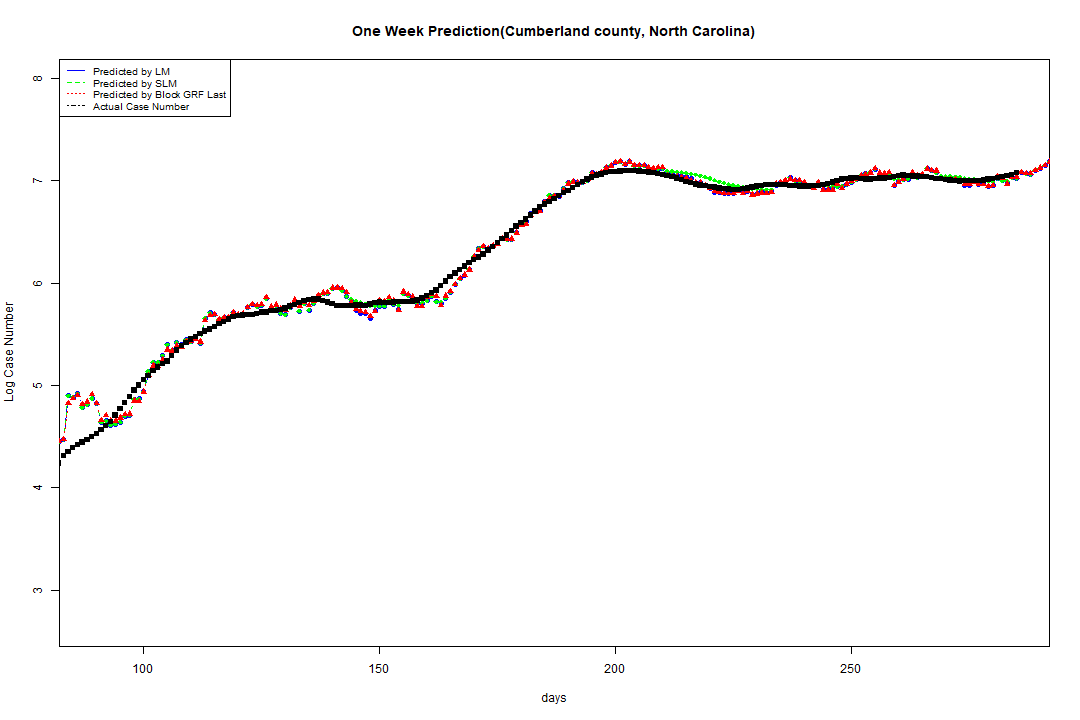 One Week Prediction(Cumberland county, North Carolina)
Predicted by LM
Predicted by SLM
Predicted by Block GRF Last
Actual Case Number
8
7
6
5
4
3
Log Case Number
100 150 200 250
days